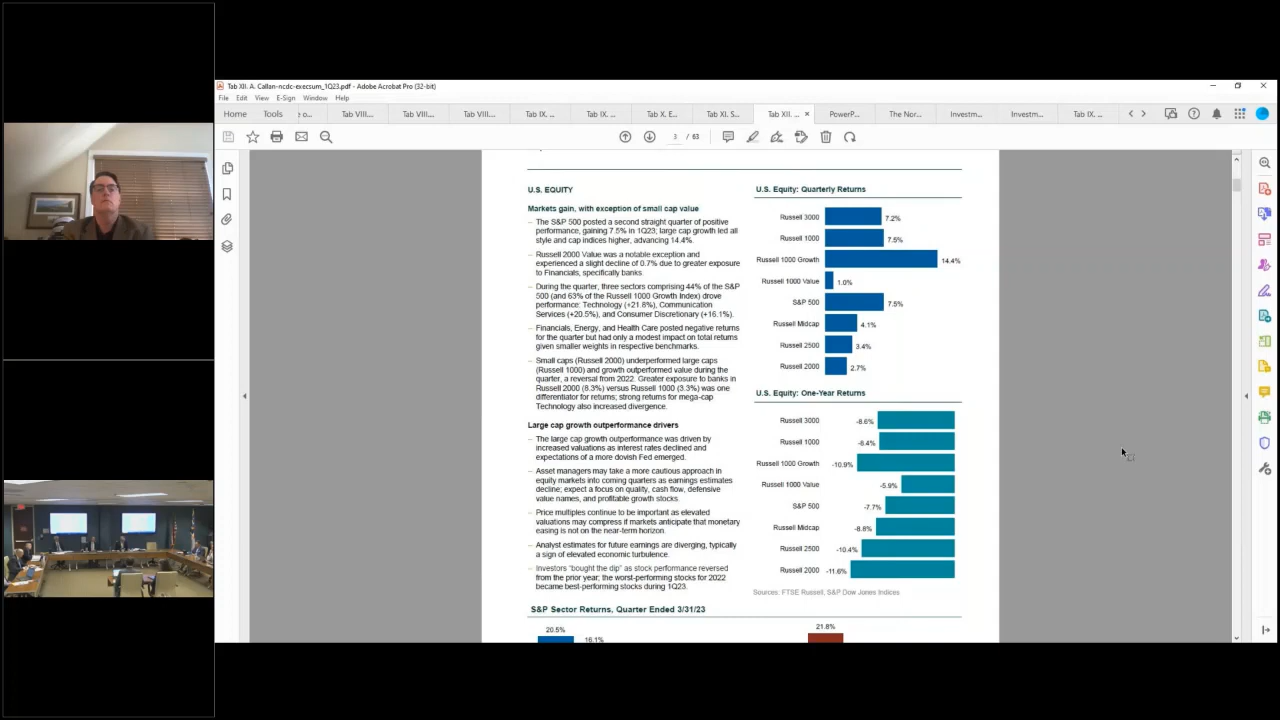 Tab XII. A. Callan-ncdc-execsum_1Q23.pdf - Adobe Acrobat Pro (32-bit)
File Edit View E-Sign Window Help
Home Tools e o... Tab VIII.... Tab VIII.... Tab VIII.... Tab IX. ... Tab IX. ... Tab X. E... Tab XI. S... Tab XII. ... × PowerP... The Nor... Investm... Investm... Tab IX. ...
3 / 63
U.S. EQUITY
Markets gain, with exception of small cap value
– The S&P 500 posted a second straight quarter of positive
performance, gaining 7.5% in 1Q23; large cap growth led all
style and cap indices higher, advancing 14.4%.
– Russell 2000 Value was a notable exception and
experienced a slight decline of 0.7% due to greater exposure
to Financials, specifically banks.
– During the quarter, three sectors comprising 44% of the S&P
500 (and 63% of the Russell 1000 Growth Index) drove
performance: Technology (+21.8%), Communication
Services (+20.5%), and Consumer Discretionary (+16.1%).
– Financials, Energy, and Health Care posted negative returns
for the quarter but had only a modest impact on total returns
given smaller weights in respective benchmarks.
– Small caps (Russell 2000) underperformed large caps
(Russell 1000) and growth outperformed value during the
quarter, a reversal from 2022. Greater exposure to banks in
Russell 2000 (8.3%) versus Russell 1000 (3.3%) was one
differentiator for returns; strong returns for mega-cap
Technology also increased divergence.
Large cap growth outperformance drivers
– The large cap growth outperformance was driven by
increased valuations as interest rates declined and
expectations of a more dovish Fed emerged.
– Asset managers may take a more cautious approach in
equity markets into coming quarters as earnings estimates
decline; expect a focus on quality, cash flow, defensive
value names, and profitable growth stocks.
– Price multiples continue to be important as elevated
valuations may compress if markets anticipate that monetary
easing is not on the near-term horizon.
– Analyst estimates for future earnings are diverging, typically
a sign of elevated economic turbulence.
– Investors “bought the dip” as stock performance reversed
from the prior year; the worst-performing stocks for 2022
became best-performing stocks during 1Q23.
U.S. Equity: Quarterly Returns
Russell 3000 7.2%
Russell 1000 7.5%
Russell 1000 Growth 14.4%
Russell 1000 Value 1.0%
S&P 500 7.5%
Russell Midcap 4.1%
Russell 2500 3.4%
Russell 2000 2.7%
U.S. Equity: One-Year Returns
Russell 3000 -8.6%
Russell 1000 -8.4%
Russell 1000 Growth -10.9%
Russell 1000 Value -5.9%
S&P 500 -7.7%
Russell Midcap -8.8%
Russell 2500 -10.4%
Russell 2000 -11.6%
Sources: FTSE Russell, S&P Dow Jones Indices
S&P Sector Returns, Quarter Ended 3/31/23
20.5% 16.1% 21.8%